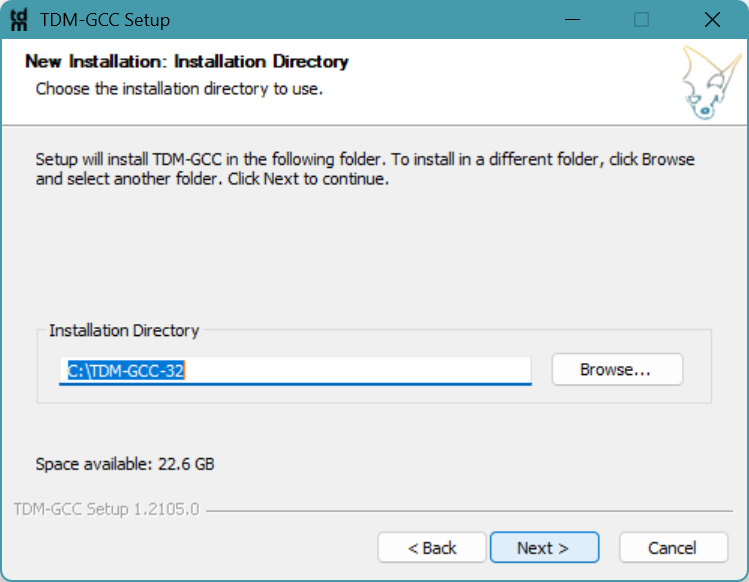 tdm TDM-GCC Setup
New Installation: Installation Directory
Choose the installation directory to use.
Setup will install TDM-GCC in the following folder. To install in a different folder, click Browse
and select another folder. Click Next to continue.
Installation Directory
C:\TDM-GCC-32
Browse...
Space available: 22.6 GB
TDM-GCC Setup 1.2105.0
< Back
Next >
Cancel